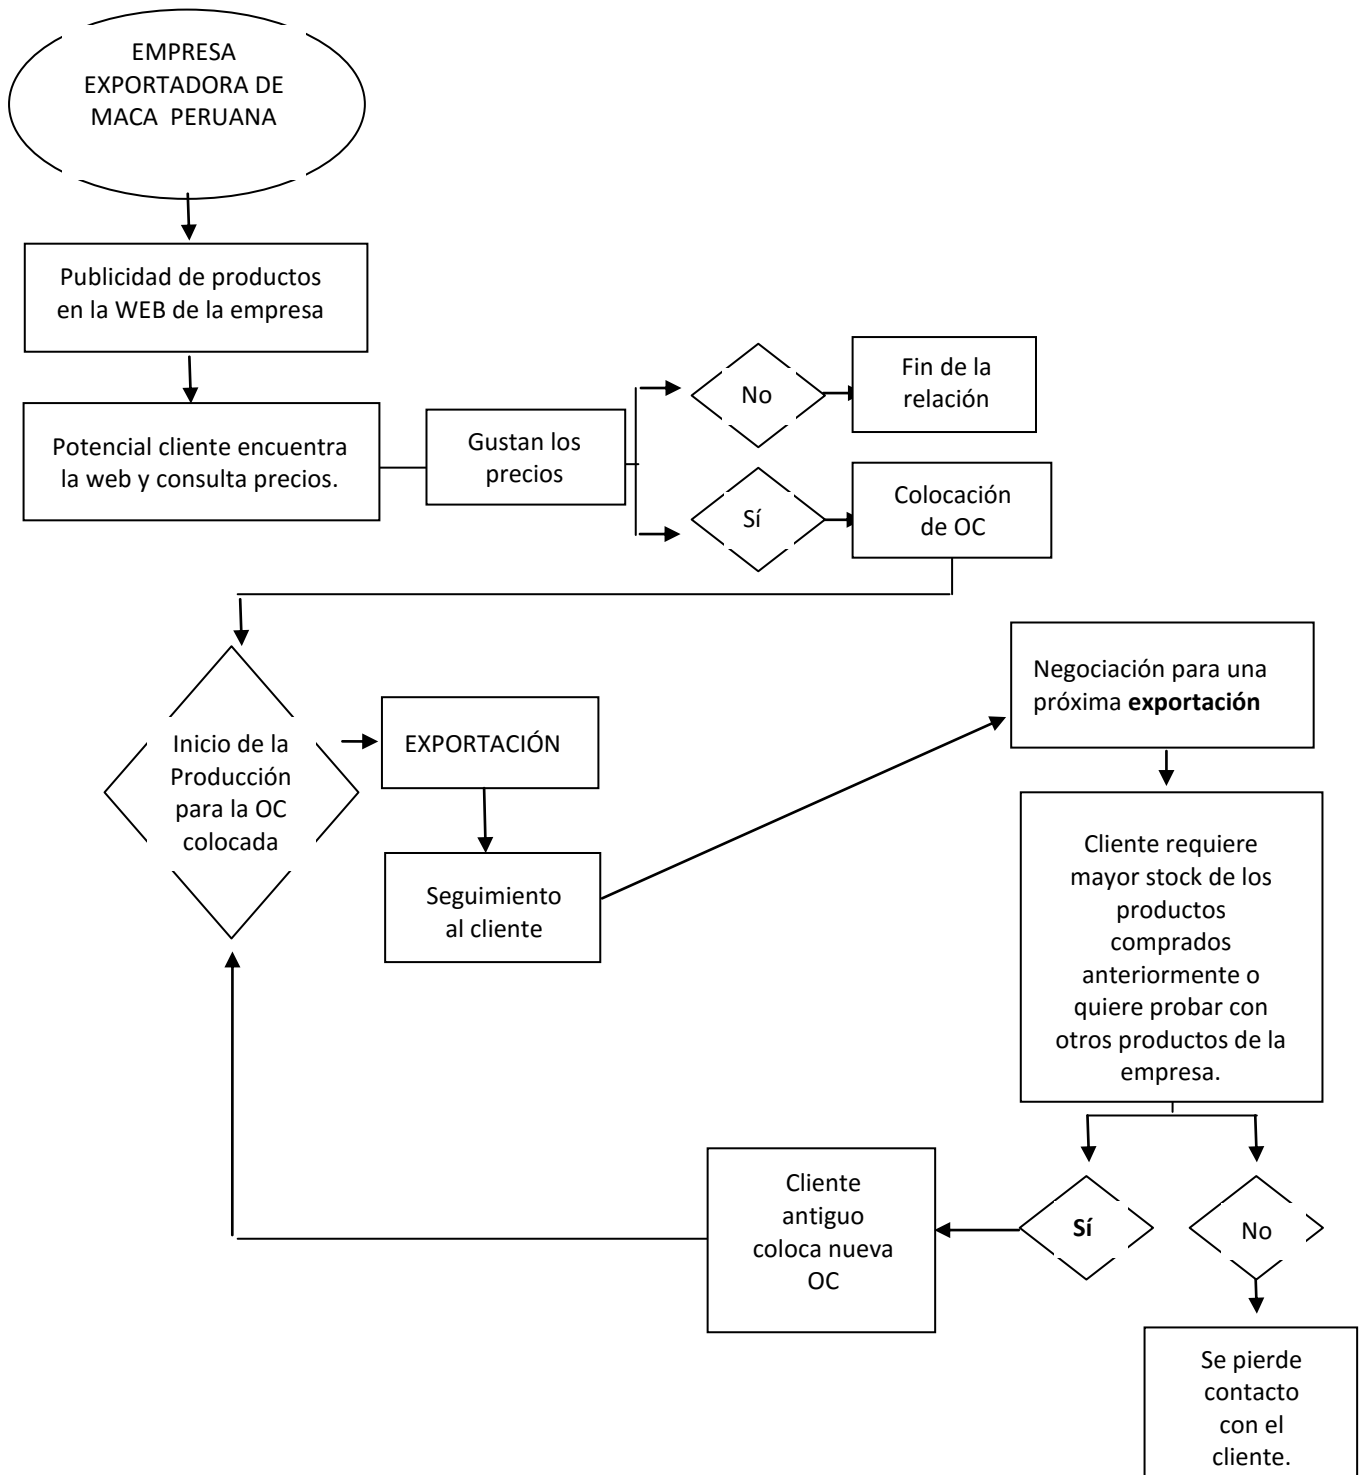 EMPRESA
EXPORTADORA DE
MACA PERUANA
Publicidad de productos
en la WEB de la empresa
Potencial cliente encuentra
la web y consulta precios.
Gustan los
precios
No
Fin de la
relación
Sí
Colocación
de OC
Inicio de la
Producción
para la OC
colocada
EXPORTACIÓN
Seguimiento
al cliente
Negociación para una
próxima exportación
Cliente requiere
mayor stock de los
productos
comprados
anteriormente o
quiere probar con
otros productos de la
empresa.
Sí
No
Cliente
antiguo
coloca nueva
OC
Se pierde
contacto
con el
cliente.